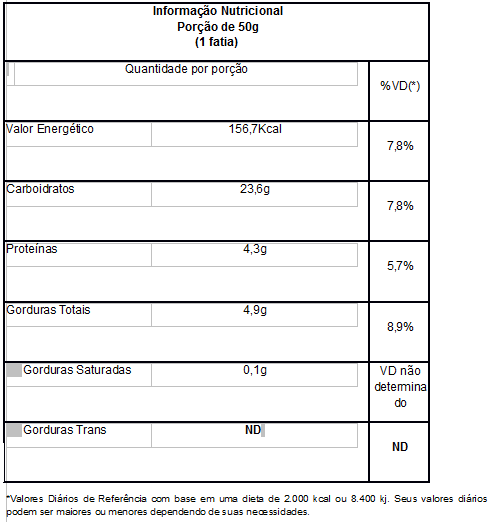 Informação Nutricional
Porção de 50g
(1 fatia)
Quantidade por porção
%VD(*)
Valor Energético 156,7Kcal 7,8%
Carboidratos 23,6g 7,8%
Proteínas 4,3g 5,7%
Gorduras Totais 4,9g 8,9%
Gorduras Saturadas 0,1g VD não
determina
do
Gorduras Trans ND ND
*Valores Diários de Referência com base em uma dieta de 2.000 kcal ou 8.400 kj. Seus valores diários
podem ser maiores ou menores dependendo de suas necessidades.